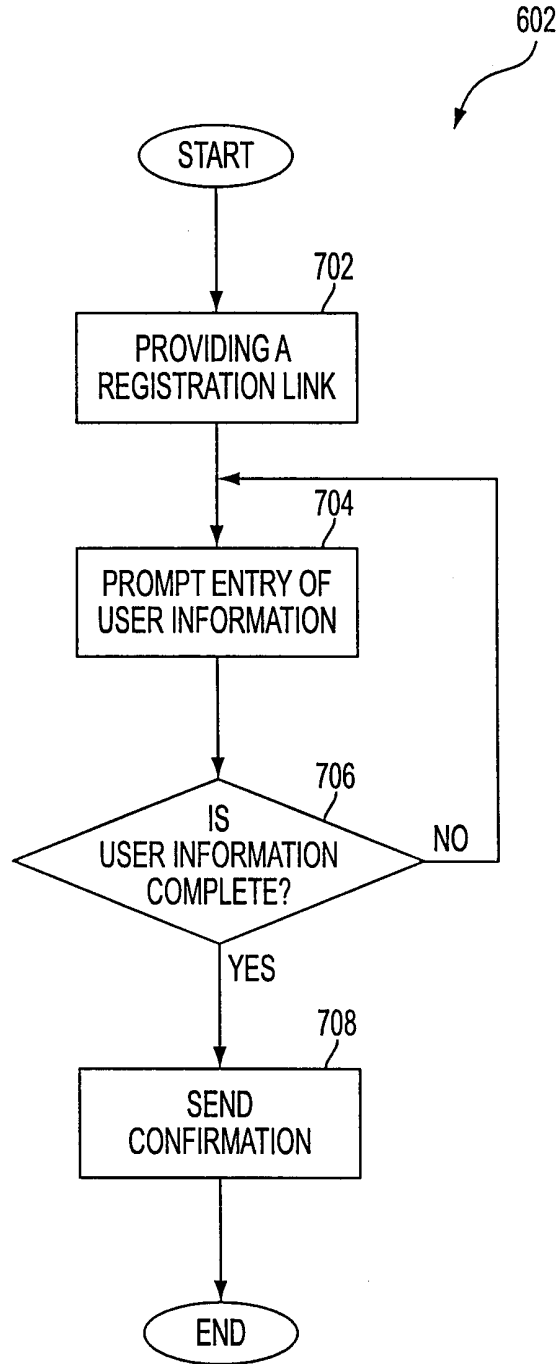 602
START
702
PROVIDING A
REGISTRATION LINK
704
PROMPT ENTRY OF
USER INFORMATION
706
IS
USER INFORMATION
COMPLETE?
NO
YES
708
SEND
CONFIRMATION
END